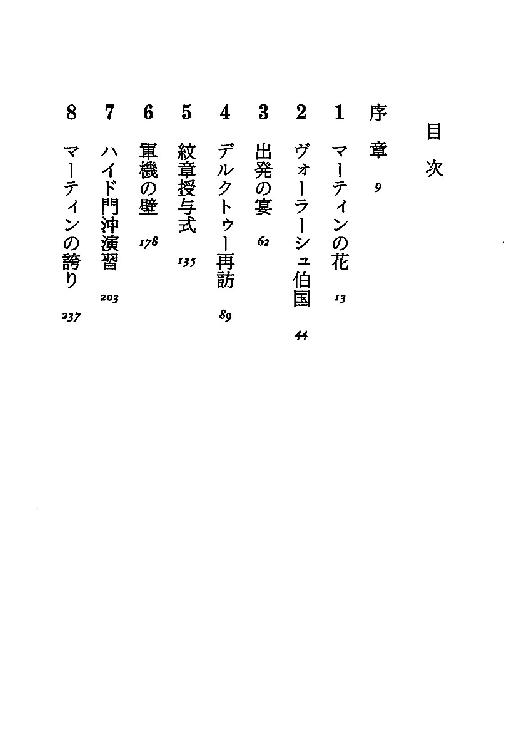 目次
序章 9
1 マーティンの花 13
2 ヴォーラーシュ伯国 44
3 出発の宴 62
4 デルクトゥー再訪 89
5 紋章授与式 135
6 軍機の壁 178
7 ハイド門沖演習 203
8 マーティンの誇り 237